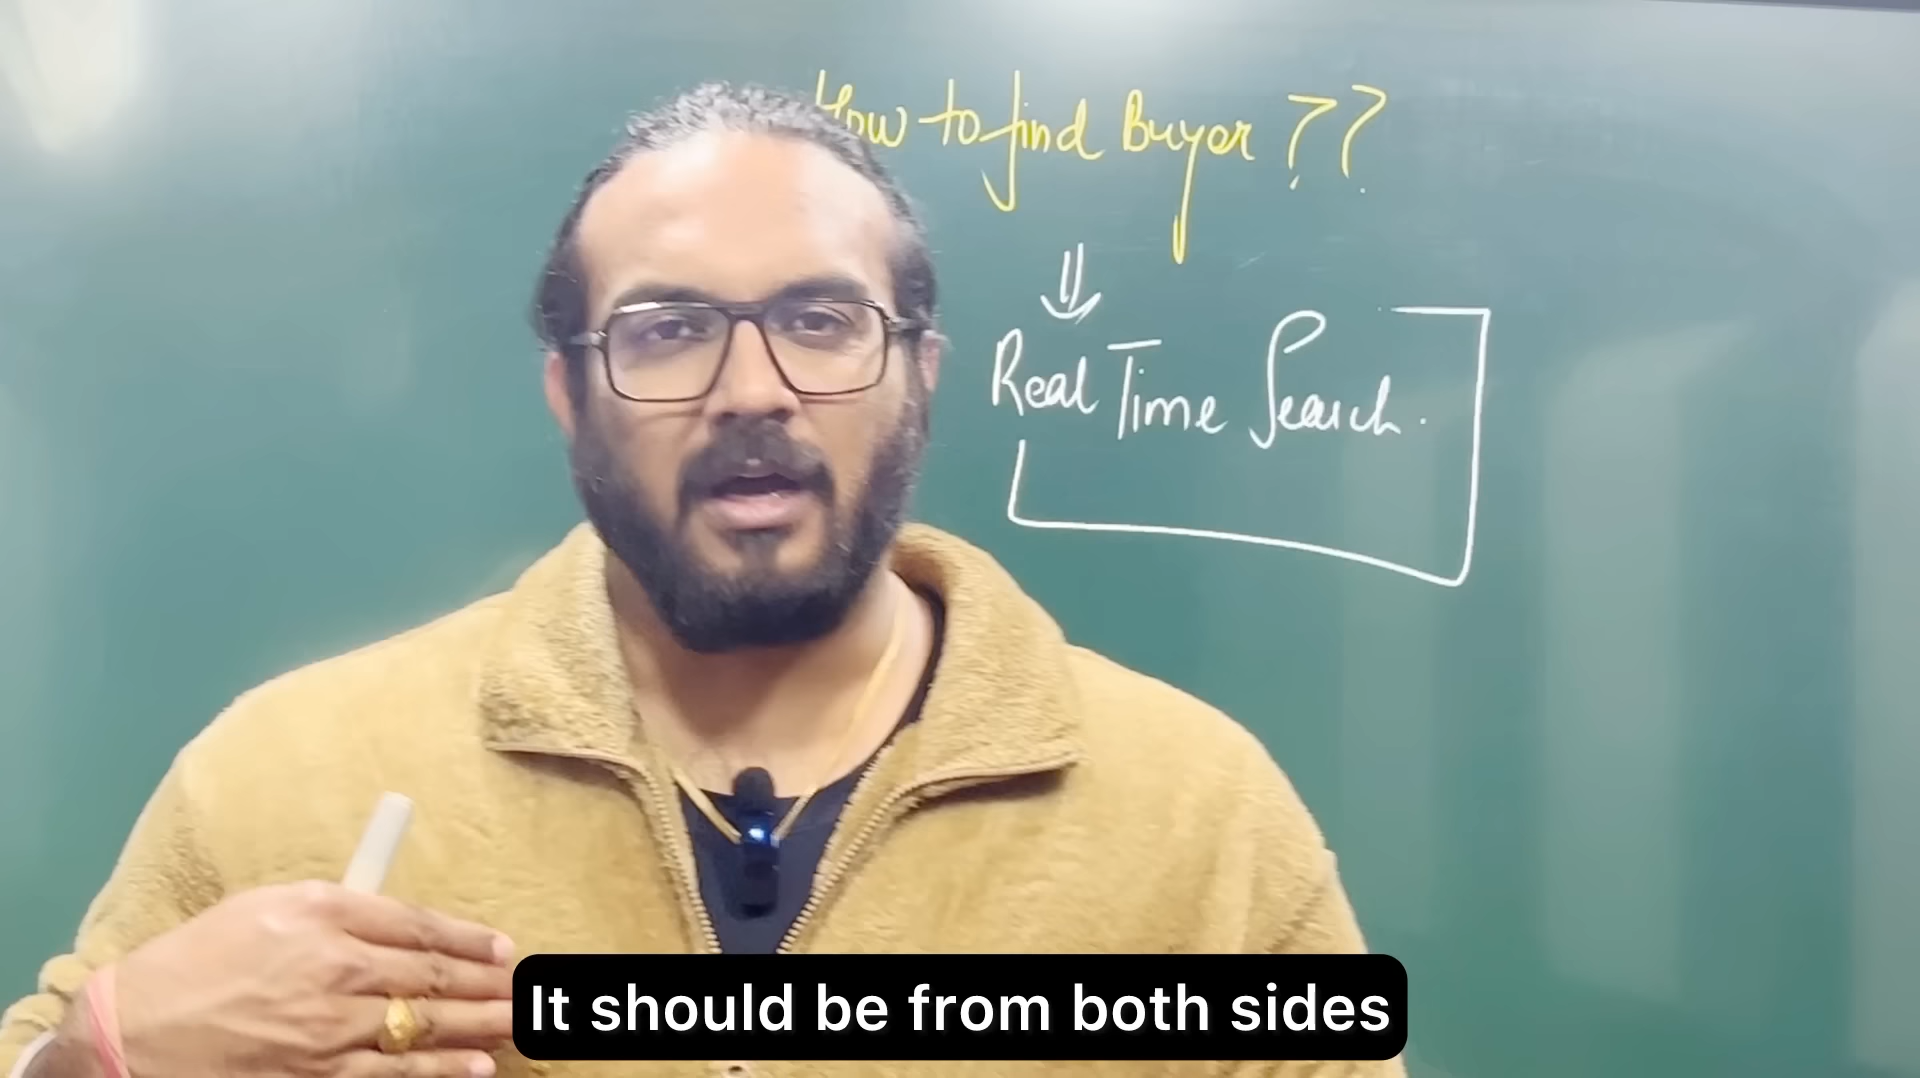 How to find Buyer ??
Real Time Search.
It should be from both sides